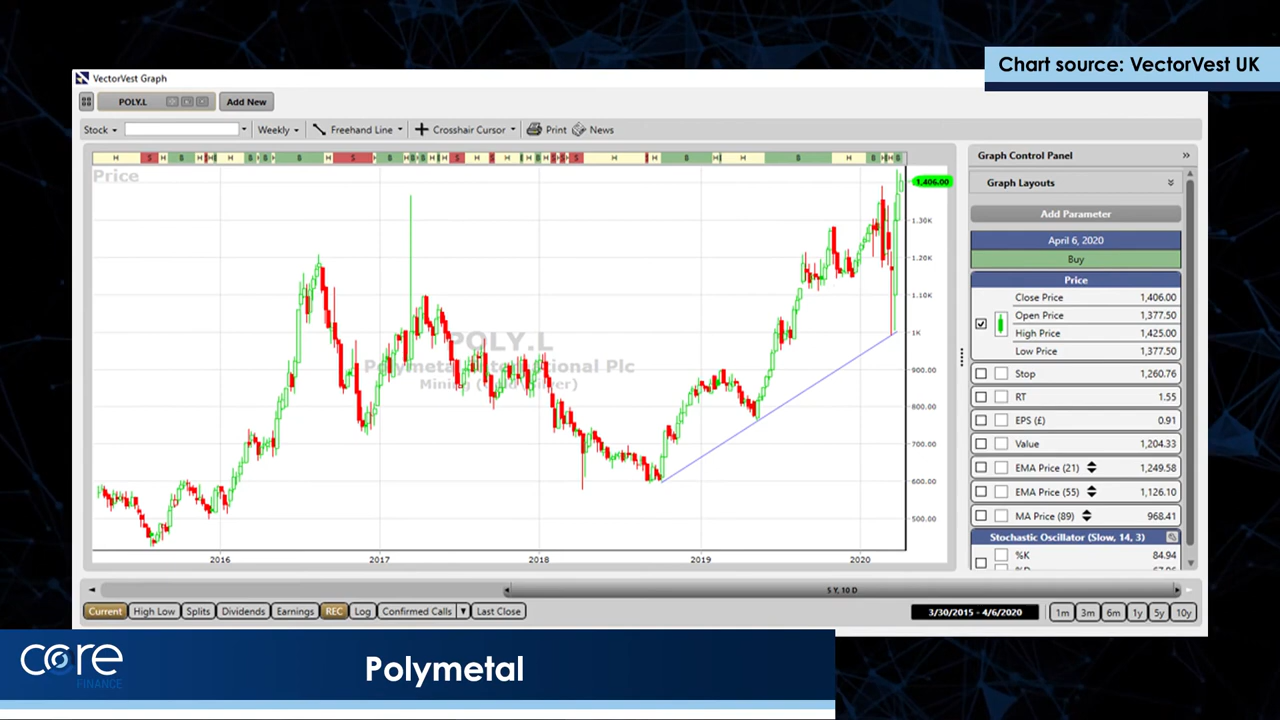 Chart source: VectorVest UK
VectorVest Graph
POLY.L Add New
Stock Weekly Freehand Line Crosshair Cursor Print News
Price
1,406.00
1.30K
1.20K
1.10K
1K
900.00
800.00
700.00
600.00
500.00
POLY.L
Polymetal International Plc
2016 2017 2018 2019 2020
Graph Control Panel
Graph Layouts
Add Parameter
April 6, 2020
Buy
Price
Close Price 1,406.00
Open Price 1,377.50
High Price 1,425.00
Low Price 1,377.50
Stop 1,260.76
RT 1.55
EPS (£) 0.91
Value 1,204.33
EMA Price (21) 1,249.58
EMA Price (55) 1,126.10
MA Price (89) 968.41
Stochastic Oscillator (Slow, 14, 3)
%K 84.94
5 Y, 10 D
Current High Low Splits Dividends Earnings REC Log Confirmed Calls Last Close
3/30/2015 - 4/6/2020 1m 3m 6m 1y 5y 10y
core
FINANCE
Polymetal